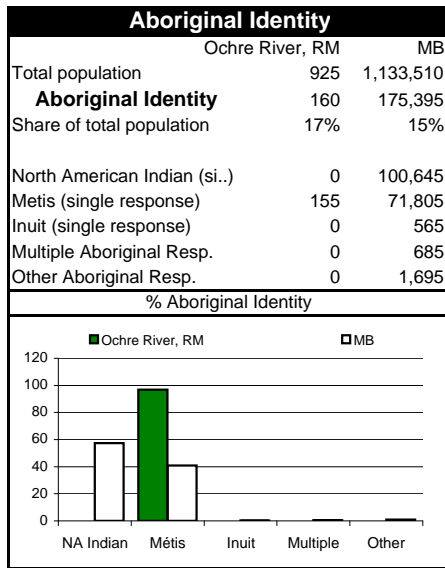 Aboriginal Identity
Ochre River, RM MB
Total population 925 1,133,510
Aboriginal Identity 160 175,395
Share of total population 17% 15%
North American Indian (si..) 0 100,645
Metis (single response) 155 71,805
Inuit (single response) 0 565
Multiple Aboriginal Resp. 0 685
Other Aboriginal Resp. 0 1,695
% Aboriginal Identity
Ochre River, RM MB
120
100
80
60
40
20
0
NA Indian Métis Inuit Multiple Other